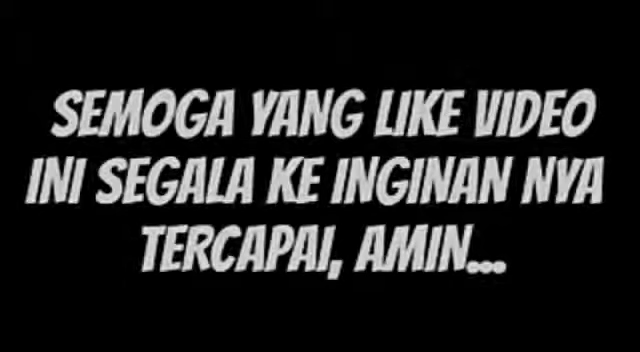 SEMOGA YANG LIKE VIDEO
INI SEGALA KE INGINAN NYA
TERCAPAI, AMIN...